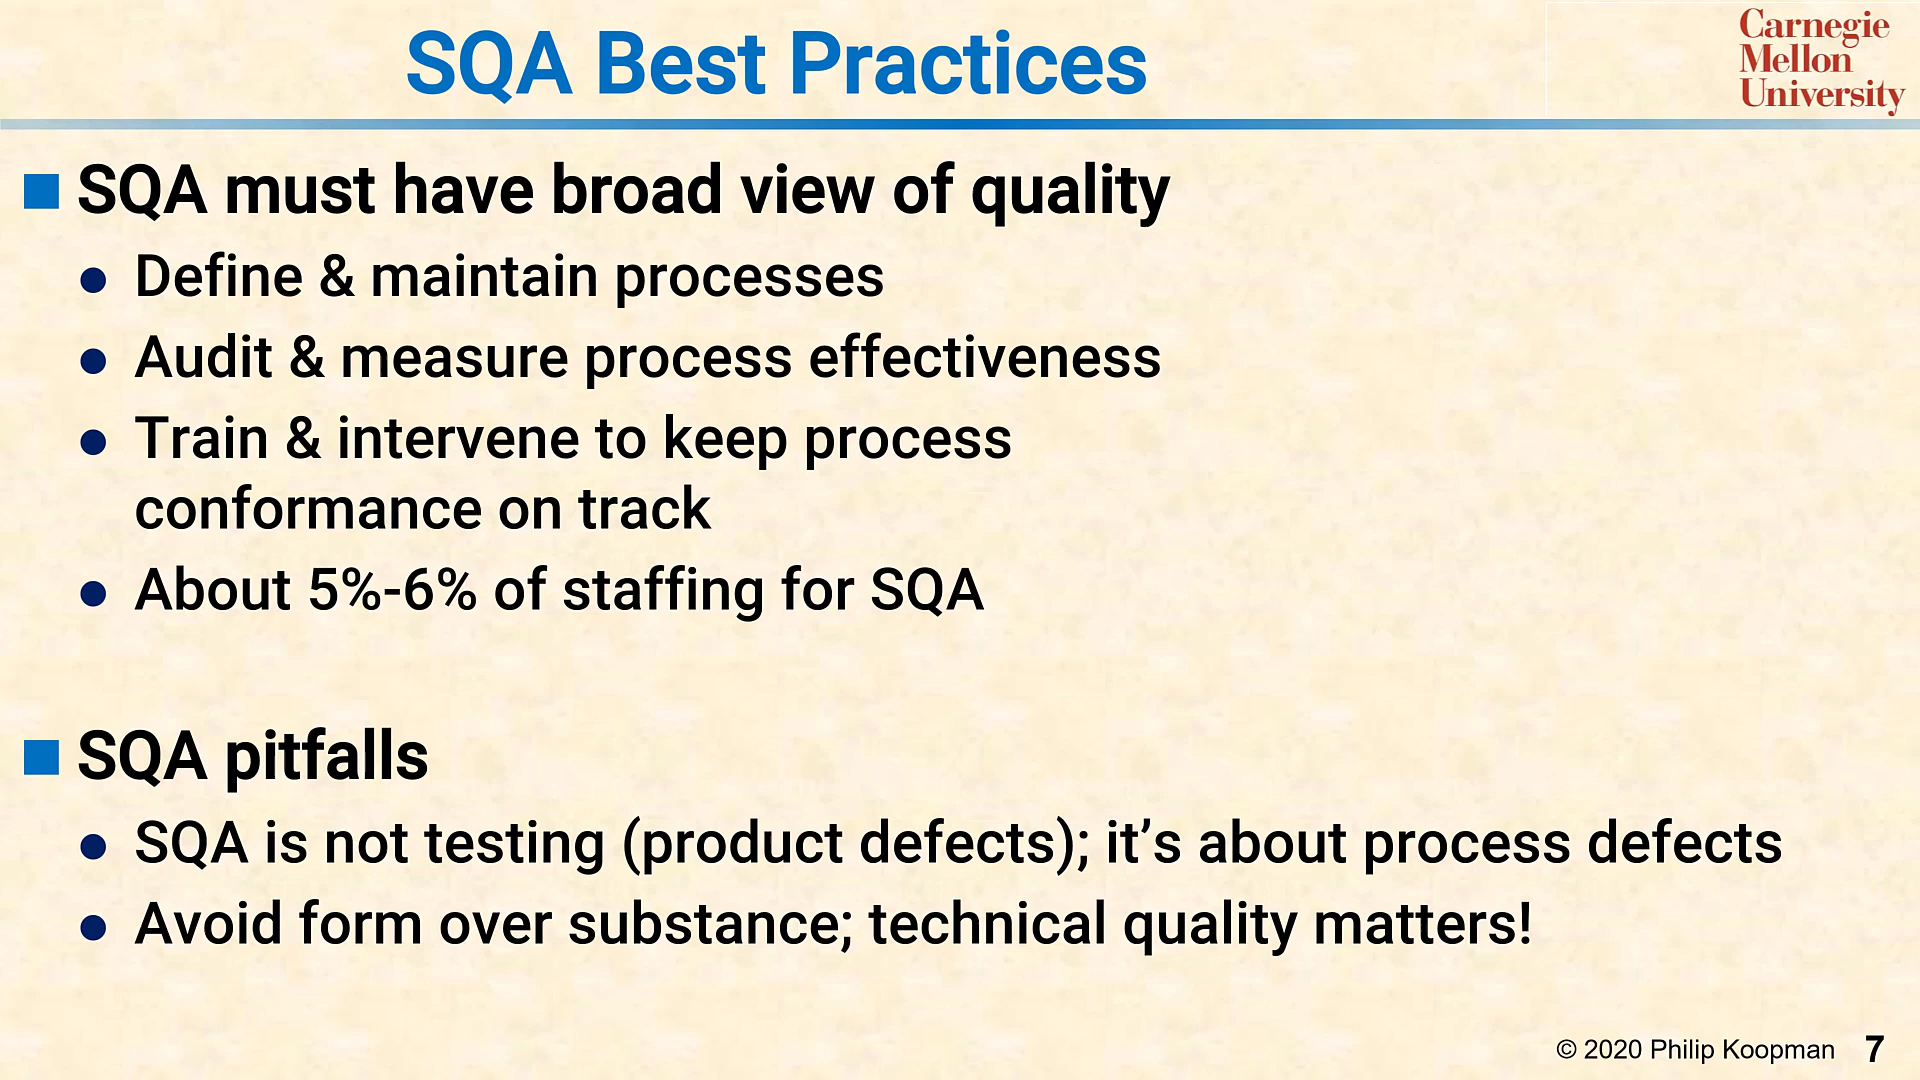 SQA Best Practices
Carnegie
Mellon
University
SQA must have broad view of quality
Define & maintain processes
Audit & measure process effectiveness
Train & intervene to keep process
conformance on track
About 5%-6% of staffing for SQA
SQA pitfalls
SQA is not testing (product defects); it’s about process defects
Avoid form over substance; technical quality matters!
© 2020 Philip Koopman 7